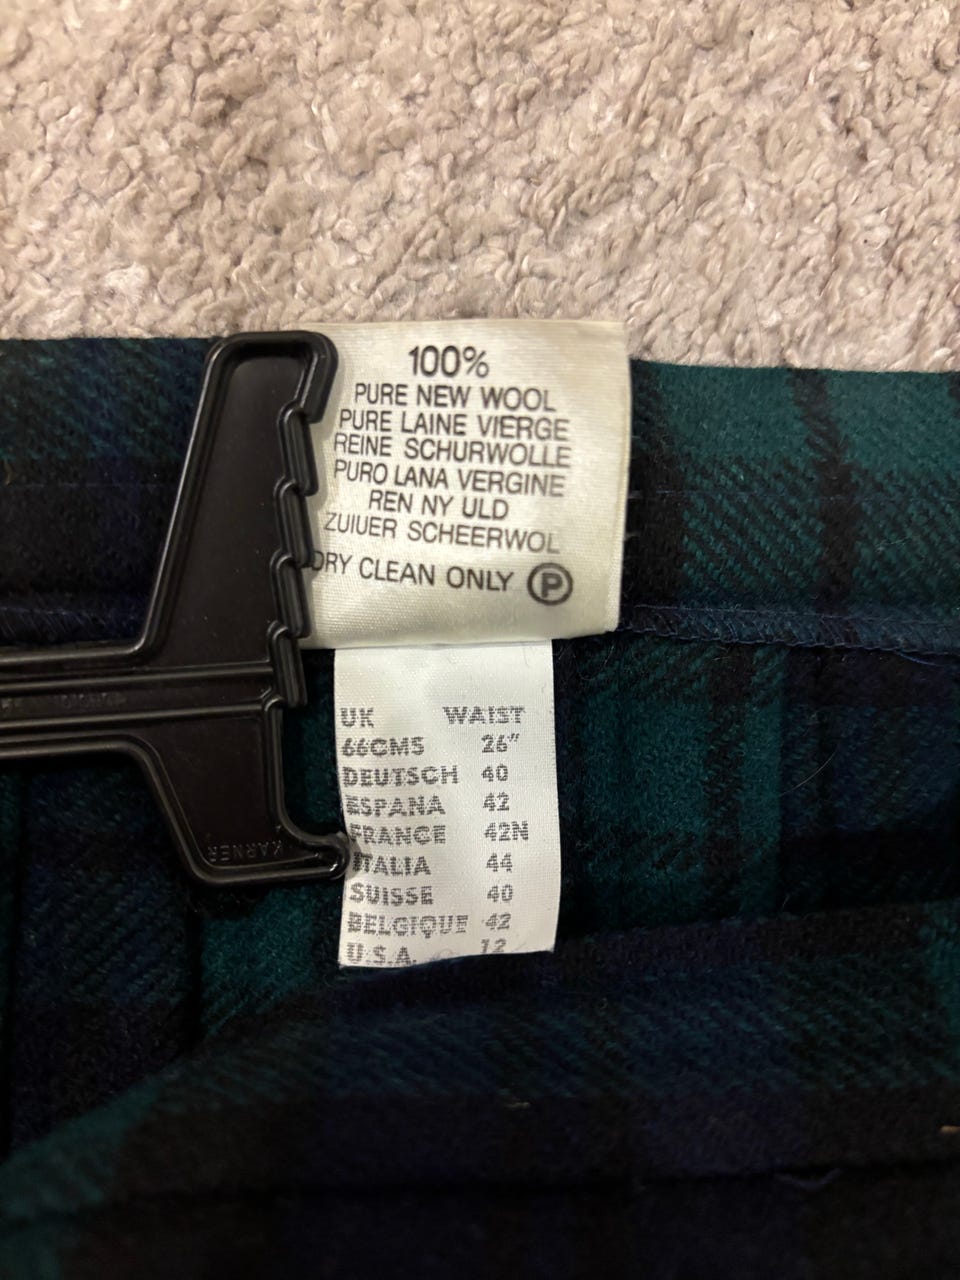 100%
PURE NEW WOOL
PURE LAINE VIERGE
REINE SCHURWOLLE
PURO LANA VERGINE
REN NY ULD
ZUIUER SCHEERWOL
DRY CLEAN ONLY P
UK WAIST
66CMS 26"
DEUTSCH 40
ESPANA 42
FRANCE 42N
ITALIA 44
SUISSE 40
BELGIQUE 42
U.S.A. 12
KARNER